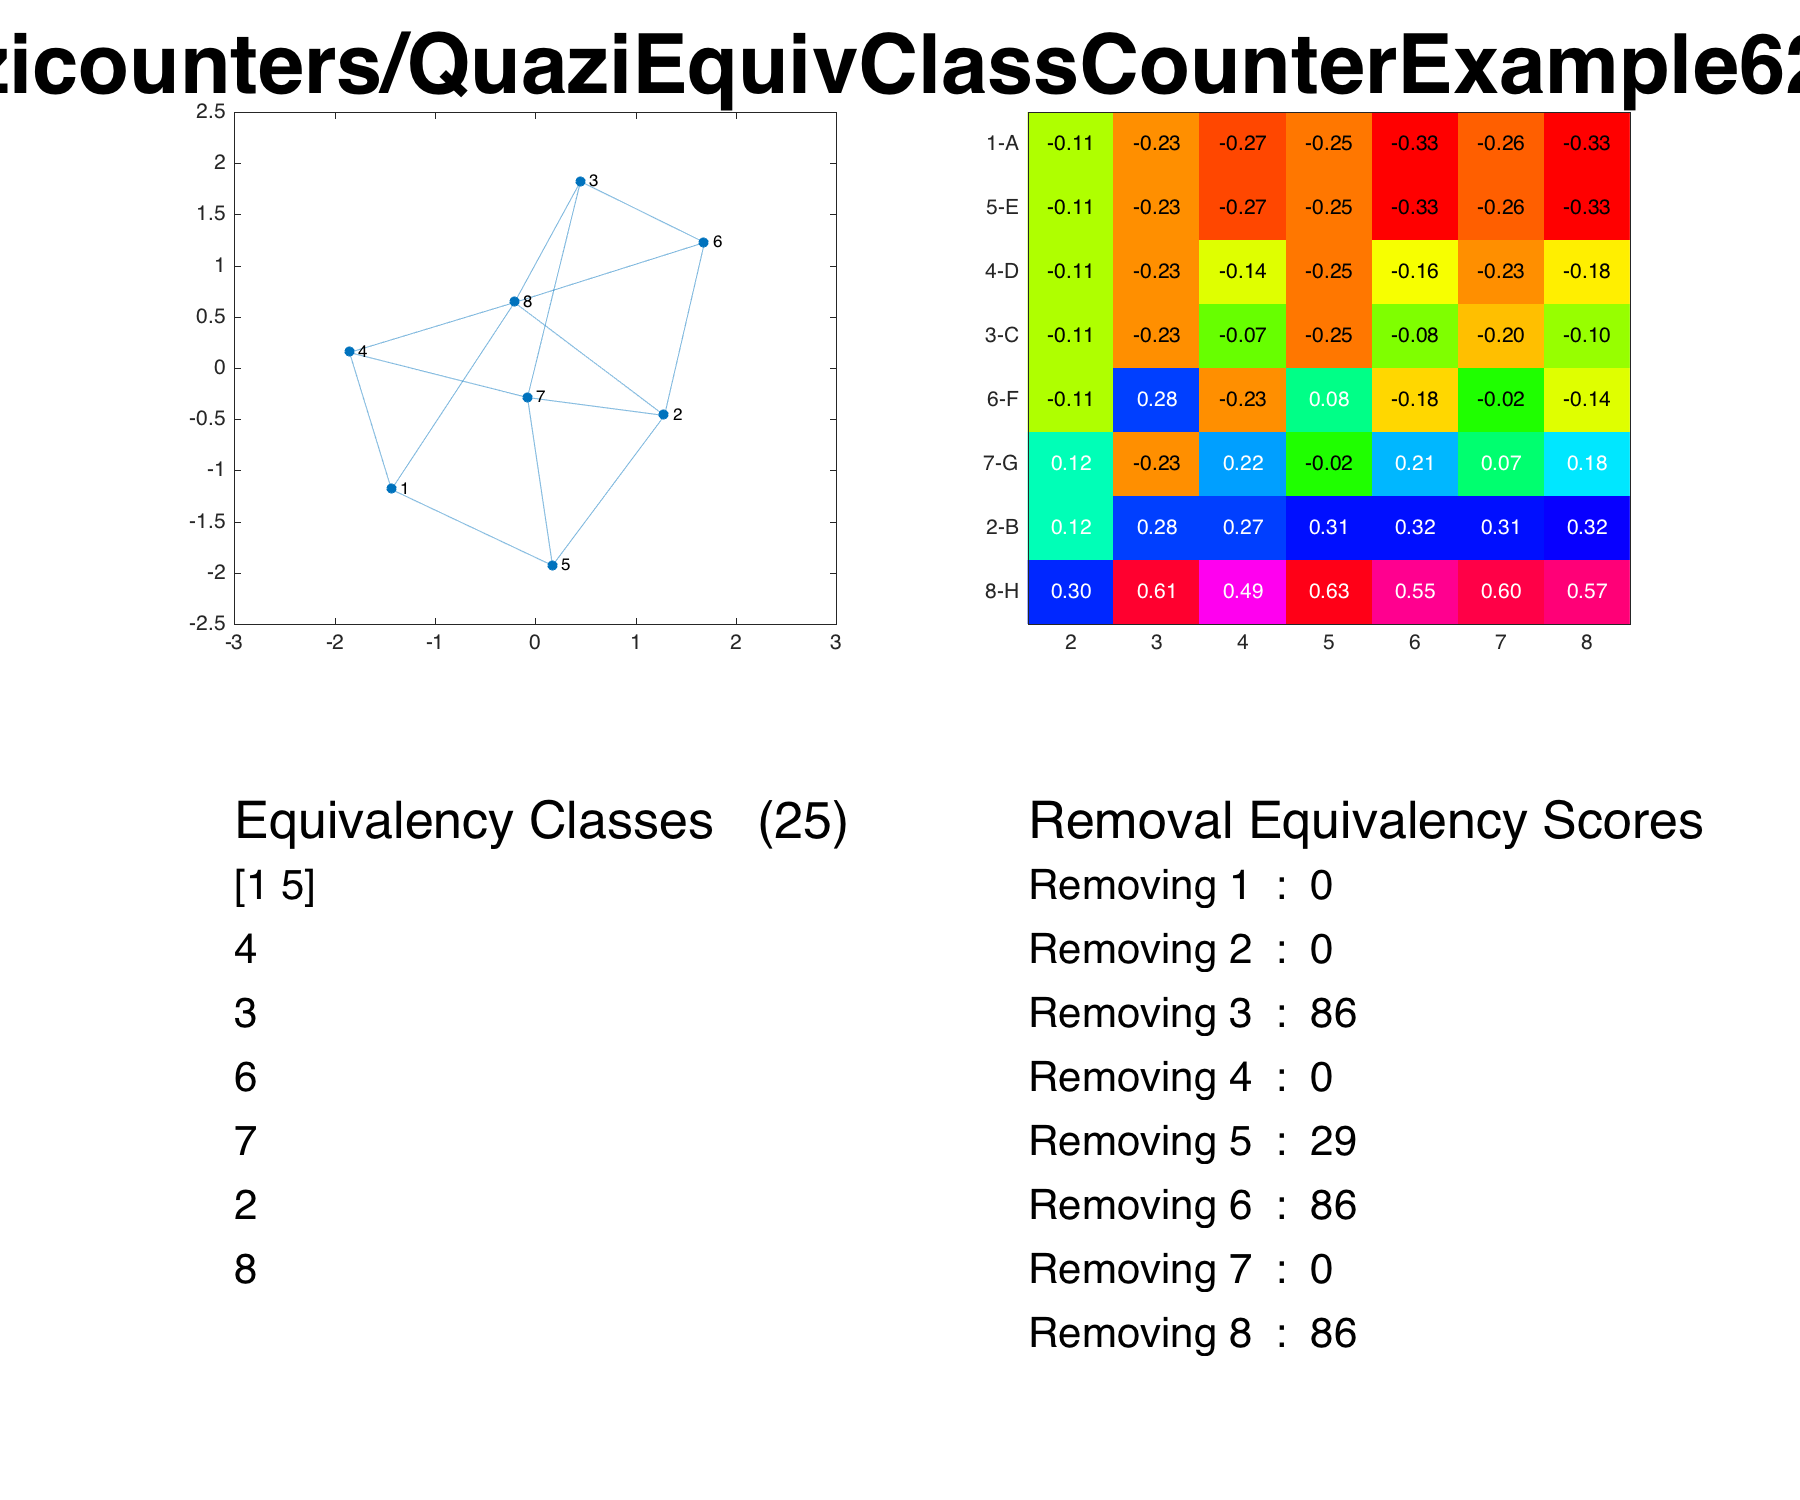 zicounters/QuaziEquivClassCounterExample62
2.5
2
1.5
1
0.5
0
-0.5
-1
-1.5
-2
-2.5
-3 -2 -1 0 1 2 3
3
6
8
4
7
2
1
5
1-A -0.11 -0.23 -0.27 -0.25 -0.33 -0.26 -0.33
5-E -0.11 -0.23 -0.27 -0.25 -0.33 -0.26 -0.33
4-D -0.11 -0.23 -0.14 -0.25 -0.16 -0.23 -0.18
3-C -0.11 -0.23 -0.07 -0.25 -0.08 -0.20 -0.10
6-F -0.11 0.28 -0.23 0.08 -0.18 -0.02 -0.14
7-G 0.12 -0.23 0.22 -0.02 0.21 0.07 0.18
2-B 0.12 0.28 0.27 0.31 0.32 0.31 0.32
8-H 0.30 0.61 0.49 0.63 0.55 0.60 0.57
2 3 4 5 6 7 8
Equivalency Classes (25)
[1 5]
4
3
6
7
2
8
Removal Equivalency Scores
Removing 1 : 0
Removing 2 : 0
Removing 3 : 86
Removing 4 : 0
Removing 5 : 29
Removing 6 : 86
Removing 7 : 0
Removing 8 : 86